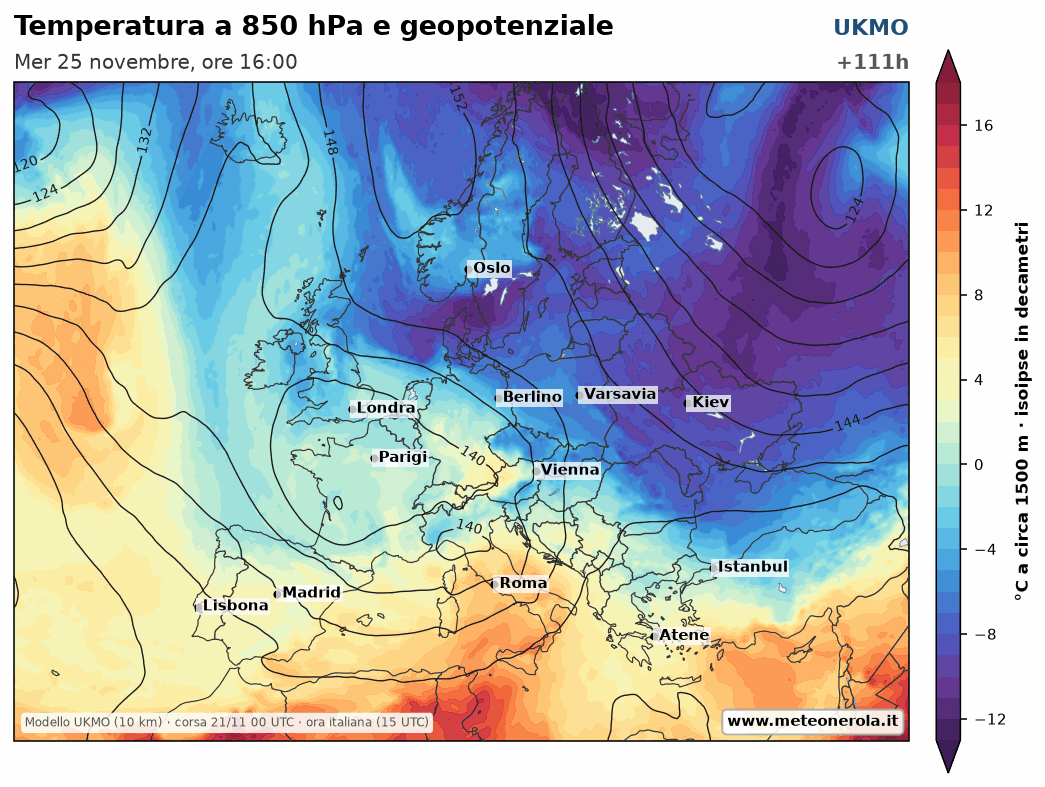 Temperatura a 850 hPa e geopotenziale
UKMO
Mer 25 novembre, ore 16:00
+111h
152
132
148
120
124
124
Oslo
Berlino
Varsavia
Kiev
Londra
144
Parigi
140
Vienna
140
Istanbul
Madrid
Roma
Lisbona
Atene
Modello UKMO (10 km) · corsa 21/11 00 UTC · ora italiana (15 UTC)
www.meteonerola.it
16
12
8
4
0
−4
−8
−12
°C a circa 1500 m · isoipse in decametri